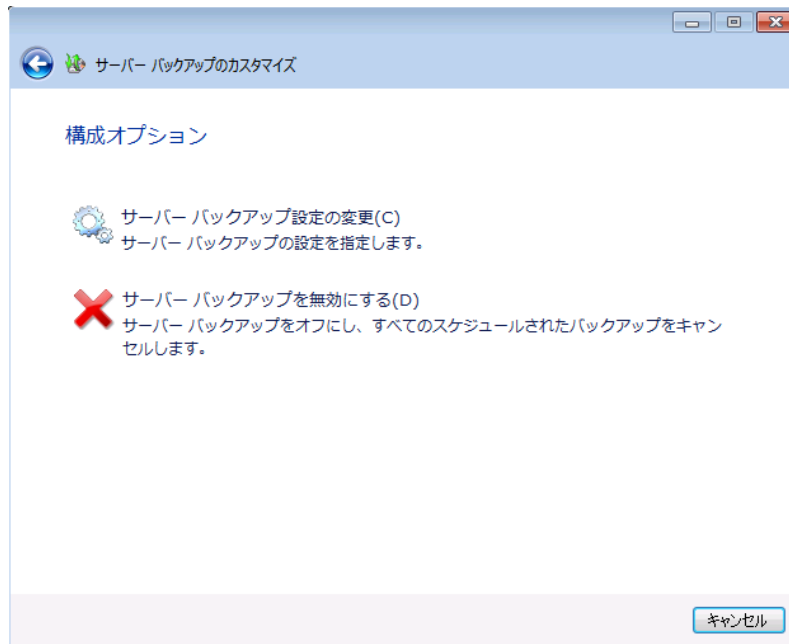 サーバー バックアップのカスタマイズ
構成オプション
サーバー バックアップ設定の変更(C)
サーバー バックアップの設定を指定します。
サーバー バックアップを無効にする(D)
サーバー バックアップをオフにし、すべてのスケジュールされたバックアップをキャン
セルします。
キャンセル